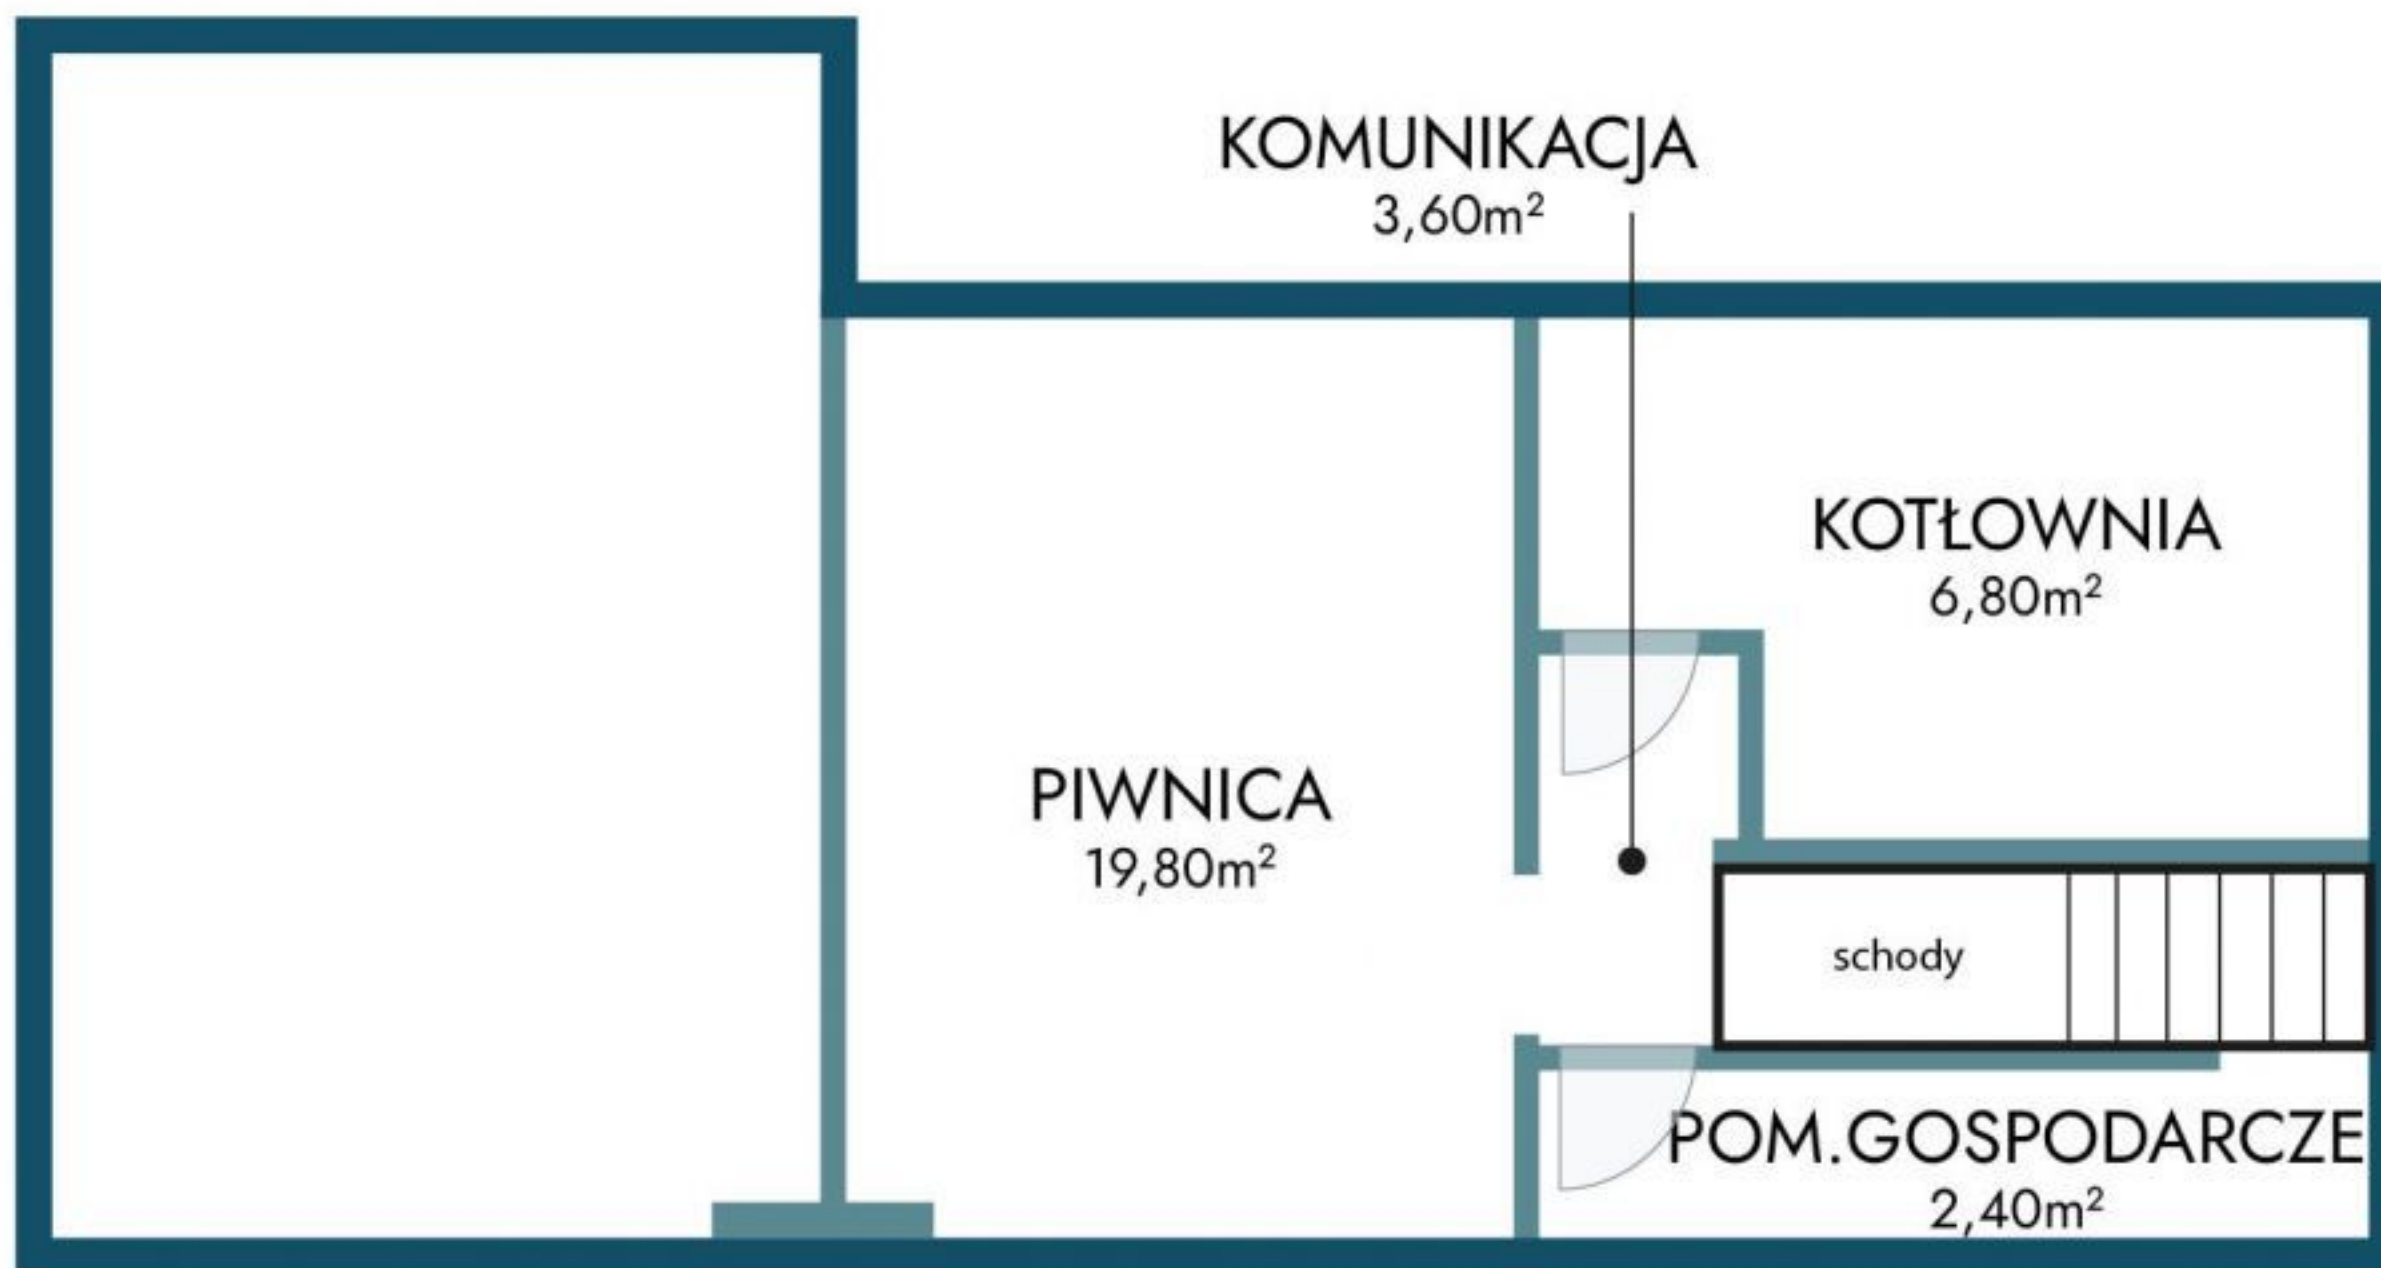 KOMUNIKACJA
3,60m²
KOTŁOWNIA
6,80m²
PIWNICA
19,80m²
schody
POM.GOSPODARCZE
2,40m²